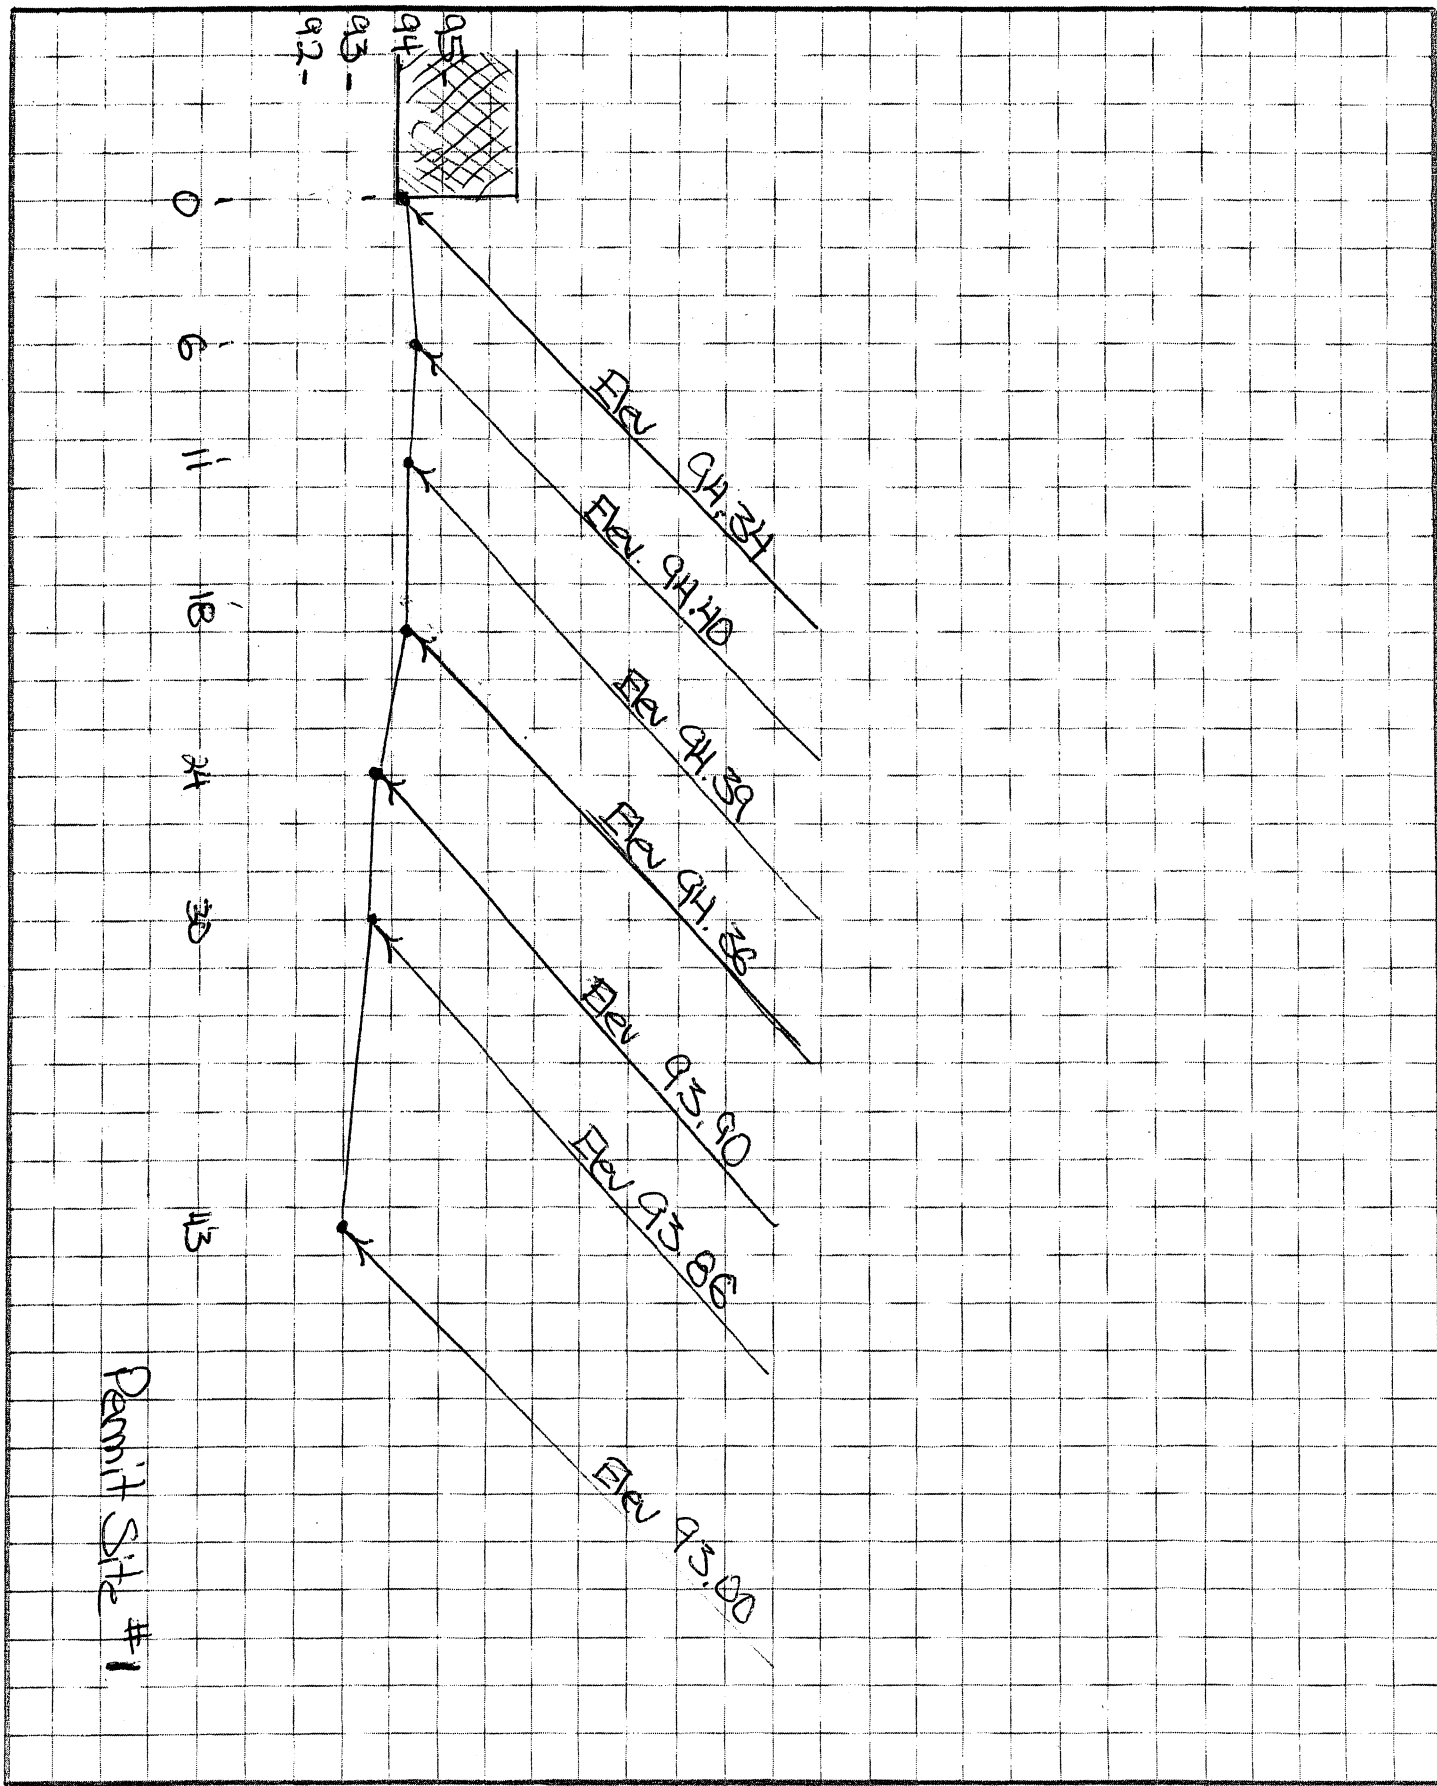 95-
94
93-
92-
Elev 94.34
Elev. 94.40
Elev 94.39
Elev 94.36
Elev 93.90
Elev 93.86
Elev 93.00
0
6
11
18
24
30
43
Permit Site #1